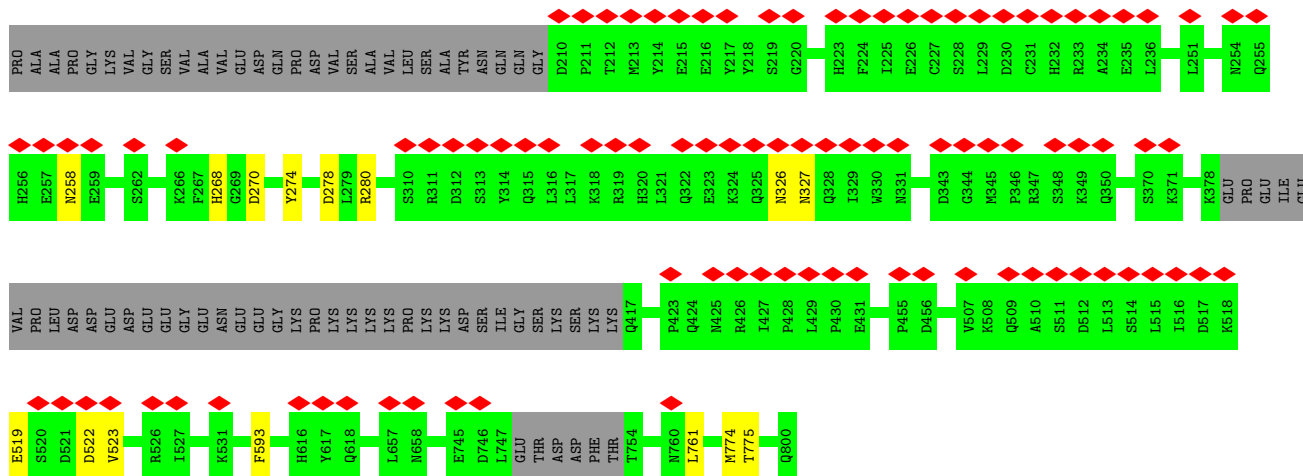 PRO ALA ALA PRO GLY LYS VAL GLY SER VAL ALA VAL GLU ASP GLN PRO ASP VAL SER ALA VAL LEU SER ALA TYR ASN GLN GLN GLY D210 P211 T212 M213 Y214 E215 E216 Y217 Y218 S219 G220 H223 F224 I225 E226 C227 S228 L229 D230 C231 H232 R233 A234 E235 L236 L251 N254 Q255
H256 E257 N258 E259 S262 K266 F267 H268 G269 D270 Y274 D278 L279 R280 S310 R311 D312 S313 Y314 Q315 L316 L317 K318 R319 H320 L321 Q322 E323 K324 Q325 N326 N327 Q328 I329 W330 N331 D343 G344 M345 P346 R347 S348 K349 Q350 S370 K371 K378 GLU PRO GLU ILE GLU
VAL PRO LEU ASP ASP GLU ASP GLU GLU GLY GLU ASN GLU GLU GLY LYS PRO LYS LYS LYS LYS PRO LYS LYS ASP SER ILE GLY SER LYS SER LYS LYS Q417 P423 Q424 N425 R426 I427 P428 L429 P430 E431 P455 D456 V507 K508 Q509 A510 S511 D512 L513 S514 L515 I516 D517 K518
E519 S520 D521 D522 V523 R526 I527 K531 F593 H616 Y617 Q618 L657 N658 E745 D746 L747 GLU THR ASP ASP PHE THR T754 N760 L761 M774 T775 Q800